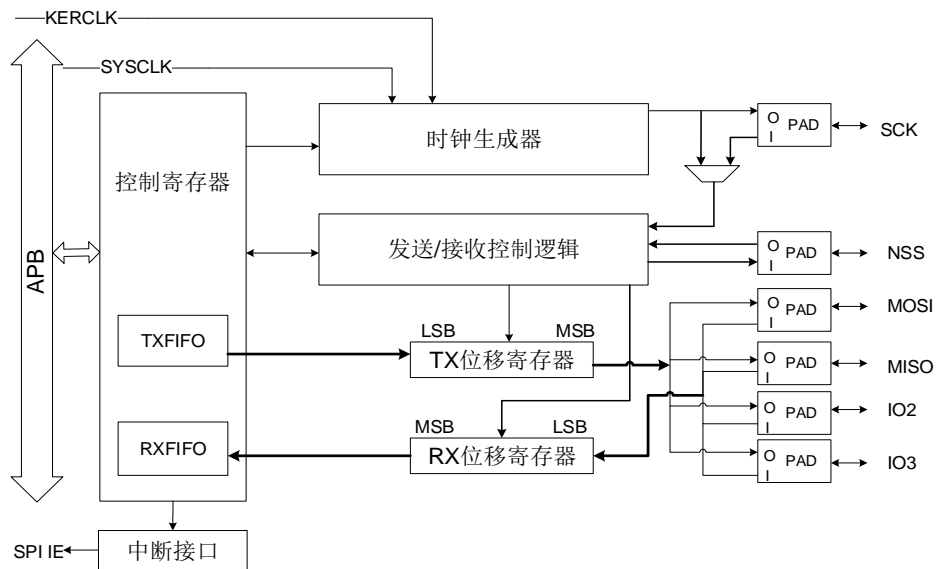 KERCLK
SYSCLK
时钟生成器
O
I
PAD
SCK
控制寄存器
APB
发送/接收控制逻辑
O
I
PAD
NSS
O
I
PAD
MOSI
LSB
MSB
TXFIFO
TX位移寄存器
O
I
PAD
MISO
O
I
PAD
IO2
MSB
LSB
RXFIFO
RX位移寄存器
O
I
PAD
IO3
SPI IE
中断接口